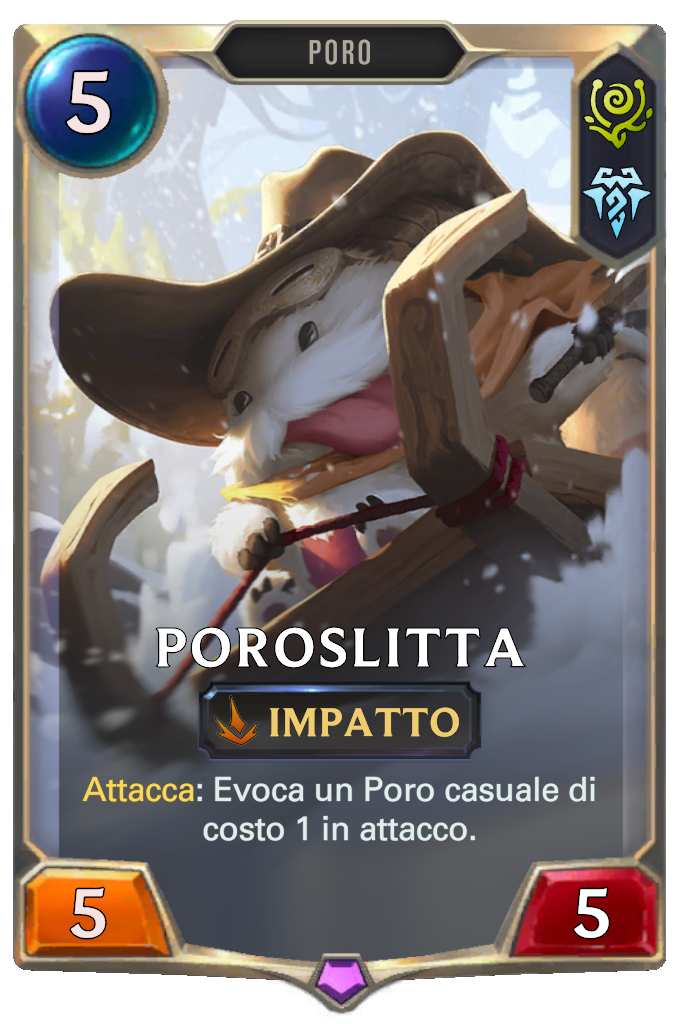 PORO
5
POROSLITTA
IMPATTO
Attacca: Evoca un Poro casuale di
costo 1 in attacco.
5
5